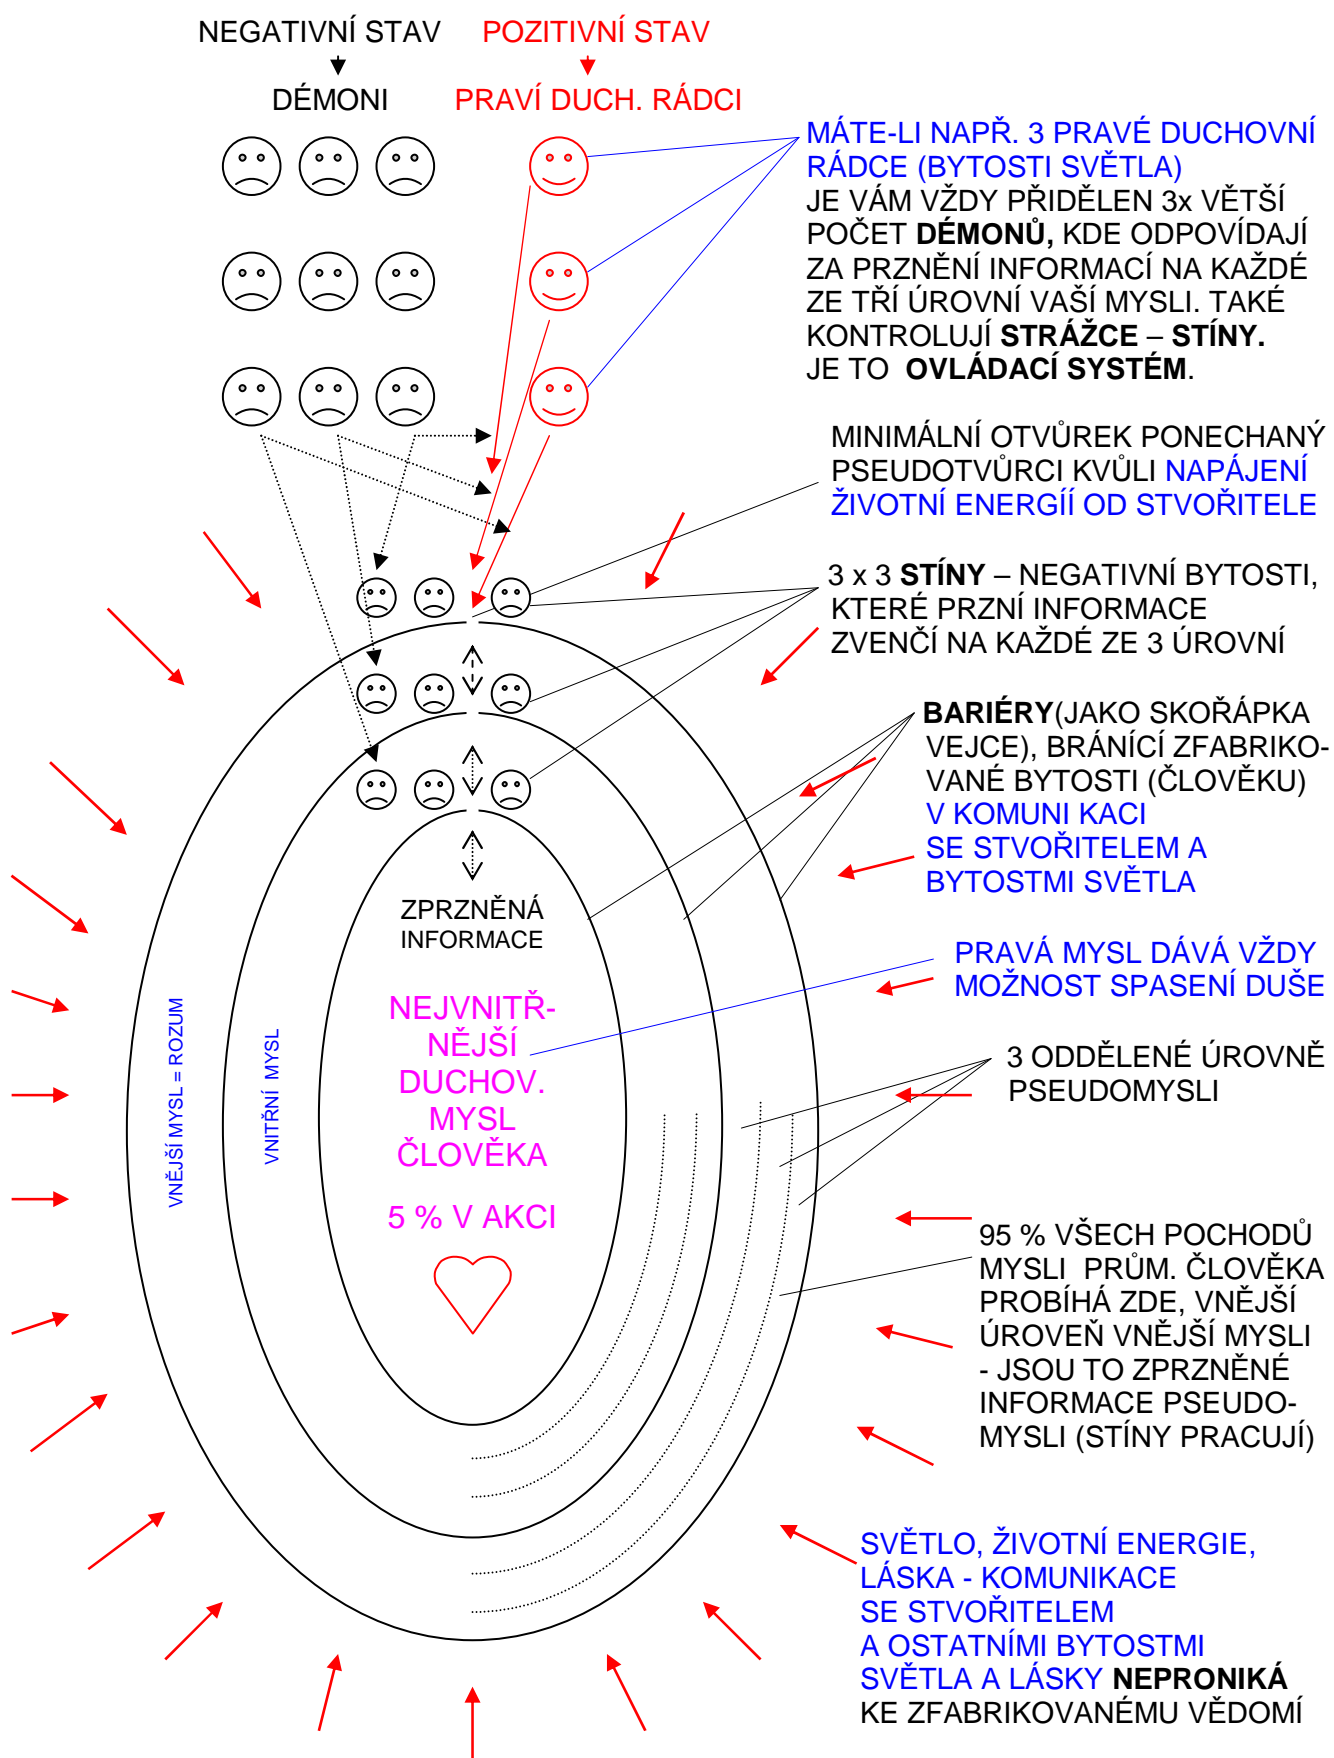 NEGATIVNÍ STAV
POZITIVNÍ STAV
DÉMONI
PRAVÍ DUCH. RÁDCI
MÁTE-LI NAPŘ. 3 PRAVÉ DUCHOVNÍ
RÁDCE (BYTOSTI SVĚTLA)
JE VÁM VŽDY PŘIDĚLEN 3x VĚTŠÍ
POČET DÉMONŮ, KDE ODPOVÍDAJÍ
ZA PRZNĚNÍ INFORMACÍ NA KAŽDÉ
ZE TŘÍ ÚROVNÍ VAŠÍ MYSLI. TAKÉ
KONTROLUJÍ STRÁŽCE – STÍNY.
JE TO OVLÁDACÍ SYSTÉM.
MINIMÁLNÍ OTVŮREK PONECHANÝ
PSEUDOTVŮRCI KVŮLI NAPÁJENÍ
ŽIVOTNÍ ENERGÍÍ OD STVOŘITELE
3 x 3 STÍNY – NEGATIVNÍ BYTOSTI,
KTERÉ PRZNÍ INFORMACE
ZVENČÍ NA KAŽDÉ ZE 3 ÚROVNÍ
BARIÉRY(JAKO SKOŘÁPKA
VEJCE), BRÁNÍCÍ ZFABRIKO-
VANÉ BYTOSTI (ČLOVĚKU)
V KOMUNI KACI
SE STVOŘITELEM A
BYTOSTMI SVĚTLA
ZPRZNĚNÁ
INFORMACE
PRAVÁ MYSL DÁVÁ VŽDY
MOŽNOST SPASENÍ DUŠE
NEJVNITŘ-
NĚJŠÍ
DUCHOV.
MYSL
ČLOVĚKA
5 % V AKCI
VNĚJŠÍ MYSL = ROZUM
VNITŘNÍ MYSL
3 ODDĚLENÉ ÚROVNĚ
PSEUDOMYSLI
95 % VŠECH POCHODŮ
MYSLI PRŮM. ČLOVĚKA
PROBÍHÁ ZDE, VNĚJŠÍ
ÚROVEŇ VNĚJŠÍ MYSLI
- JSOU TO ZPRZNĚNÉ
INFORMACE PSEUDO-
MYSLI (STÍNY PRACUJÍ)
SVĚTLO, ŽIVOTNÍ ENERGIE,
LÁSKA - KOMUNIKACE
SE STVOŘITELEM
A OSTATNÍMI BYTOSTMI
SVĚTLA A LÁSKY NEPRONIKÁ
KE ZFABRIKOVANÉMU VĚDOMÍ